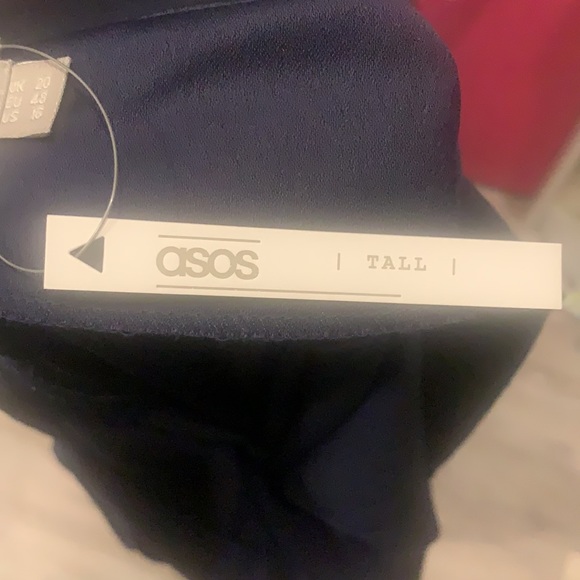 UK 20
EU 48
US 16
asos | TALL |